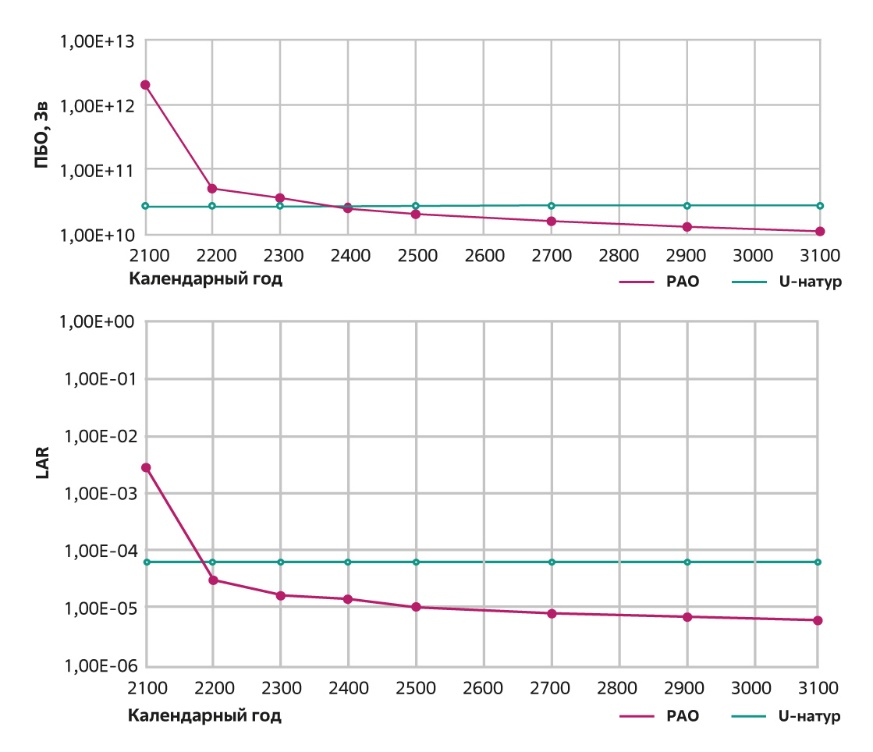 1,00E+13
1,00E+12
1,00E+11
1,00E+10
ПБО, Зв
2100 2200 2300 2400 2500 2600 2700 2800 2900 3000 3100
Календарный год
РАО U-натур
1,00E+00
1,00E-01
1,00E-02
1,00E-03
1,00E-04
1,00E-05
1,00E-06
LAR
2100 2200 2300 2400 2500 2600 2700 2800 2900 3000 3100
Календарный год
РАО U-натур